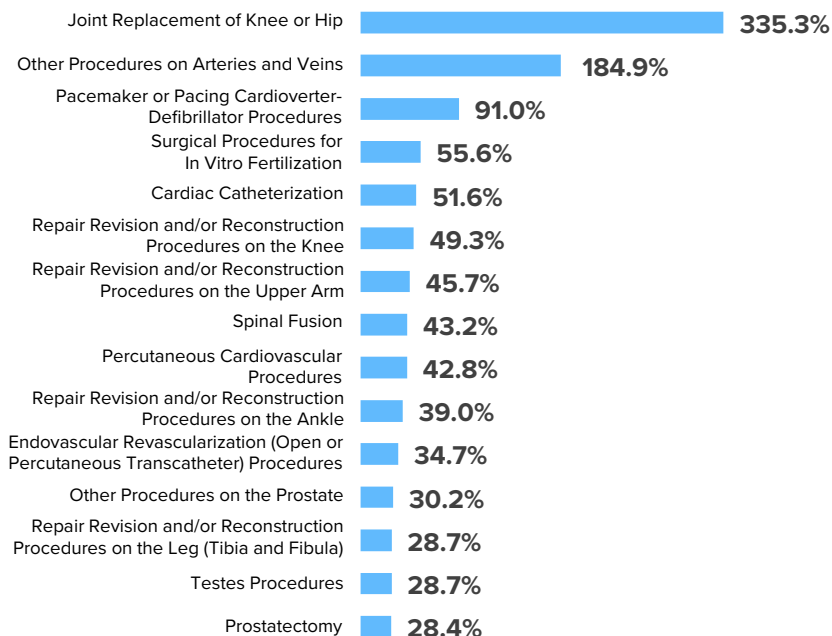 Joint Replacement of Knee or Hip 335.3%
Other Procedures on Arteries and Veins 184.9%
Pacemaker or Pacing Cardioverter-
Defibrillator Procedures 91.0%
Surgical Procedures for
In Vitro Fertilization 55.6%
Cardiac Catheterization 51.6%
Repair Revision and/or Reconstruction
Procedures on the Knee 49.3%
Repair Revision and/or Reconstruction
Procedures on the Upper Arm 45.7%
Spinal Fusion 43.2%
Percutaneous Cardiovascular
Procedures 42.8%
Repair Revision and/or Reconstruction
Procedures on the Ankle 39.0%
Endovascular Revascularization (Open or
Percutaneous Transcatheter) Procedures 34.7%
Other Procedures on the Prostate 30.2%
Repair Revision and/or Reconstruction
Procedures on the Leg (Tibia and Fibula) 28.7%
Testes Procedures 28.7%
Prostatectomy 28.4%